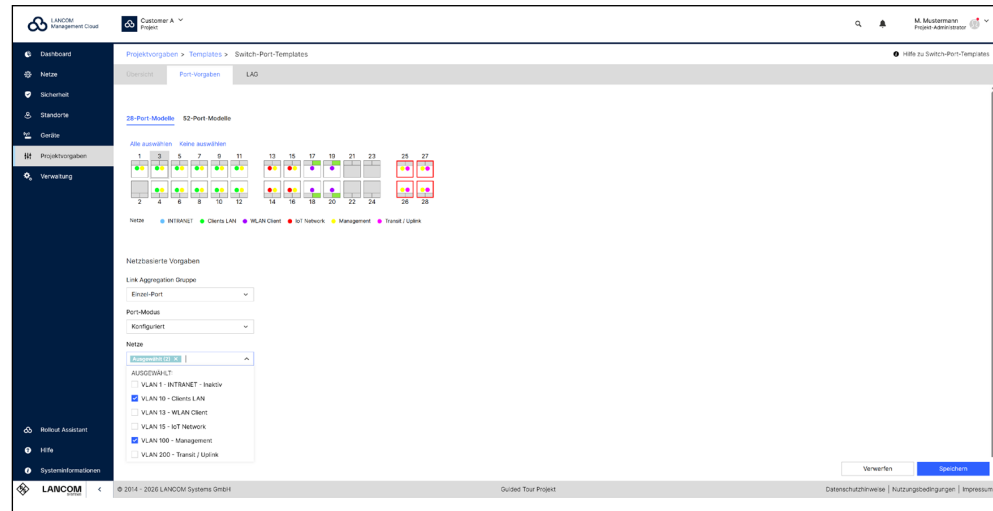 LANCOM
Management Cloud
Customer A
Projekt
M. Mustermann
Projekt-Administrator
Dashboard
Netze
Sicherheit
Standorte
Geräte
Projektvorgaben
Verwaltung
Rollout Assistant
Hilfe
Systeminformationen
LANCOM
SYSTEMS
Projektvorgaben > Templates > Switch-Port-Templates
Hilfe zu Switch-Port-Templates
Übersicht Port-Vorgaben LAG
28-Port-Modelle 52-Port-Modelle
Alle auswählen Keine auswählen
1 3 5 7 9 11 13 15 17 19 21 23 25 27
2 4 6 8 10 12 14 16 18 20 22 24 26 28
Netze INTRANET Clients LAN WLAN Client IoT Network Management Transit / Uplink
Netzbasierte Vorgaben
Link Aggregation Gruppe
Einzel-Port
Port-Modus
Konfiguriert
Netze
Ausgewählt (2) ×
AUSGEWÄHLT:
VLAN 1 - INTRANET - Inaktiv
VLAN 10 - Clients LAN
VLAN 13 - WLAN Client
VLAN 15 - IoT Network
VLAN 100 - Management
VLAN 200 - Transit / Uplink
Verwerfen Speichern
© 2014 - 2026 LANCOM Systems GmbH Guided Tour Projekt Datenschutzhinweise | Nutzungsbedingungen | Impressum